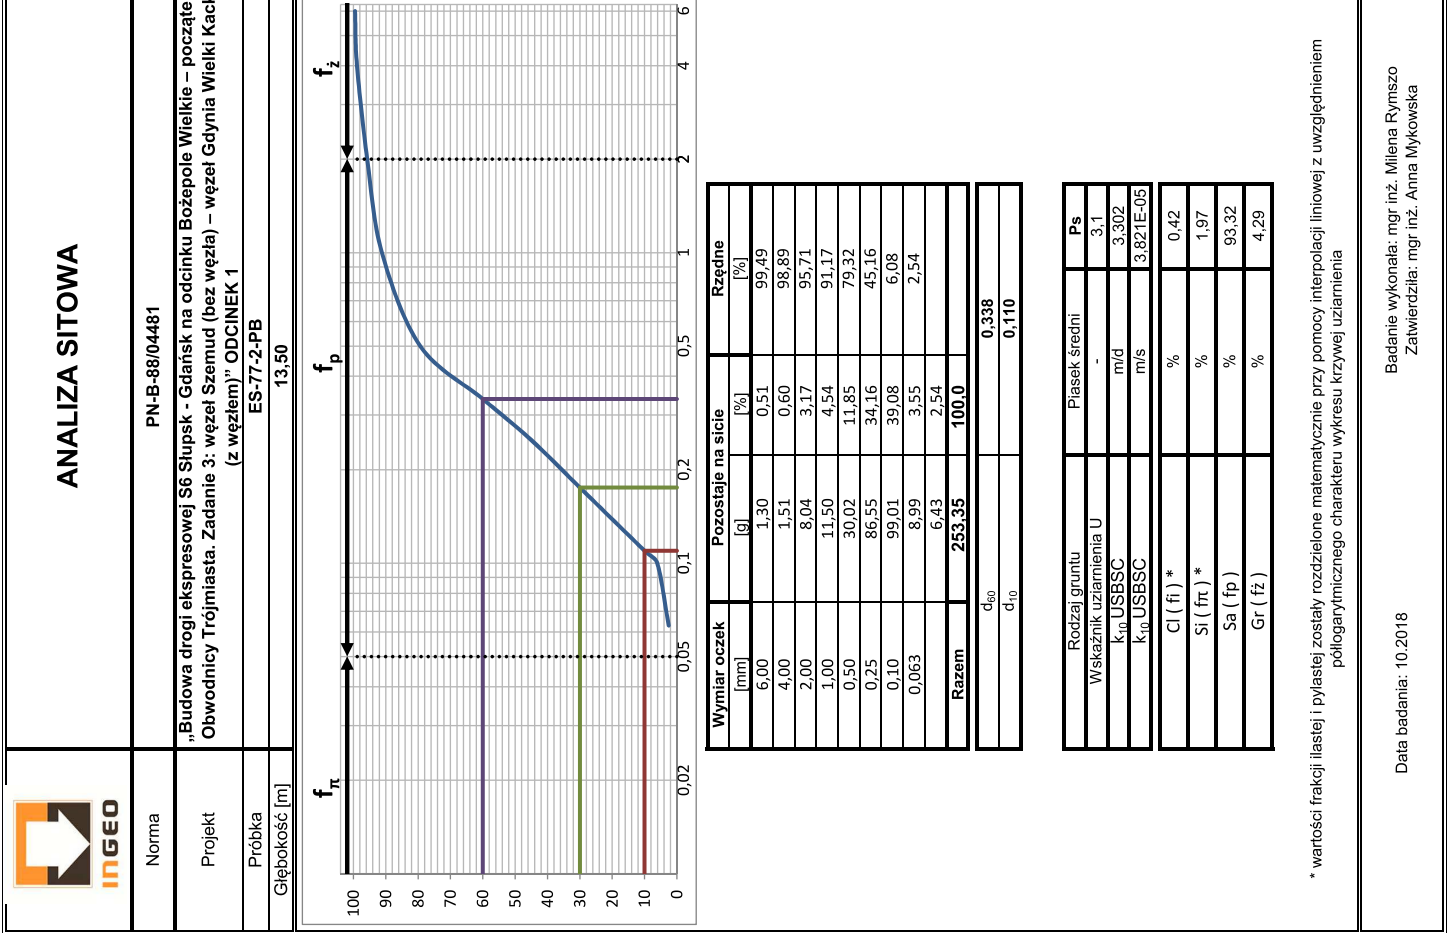 inGEO
ANALIZA SITOWA
Norma PN-B-88/04481
Projekt
„Budowa drogi ekspresowej S6 Słupsk - Gdańsk na odcinku Bożepole Wielkie – począte
Obwodnicy Trójmiasta. Zadanie 3: węzeł Szemud (bez węzła) – węzeł Gdynia Wielki Kack
(z węzłem)” ODCINEK 1
Próbka ES-77-2-PB
Głębokość [m] 13,50
fπ fp fż
100
90
80
70
60
50
40
30
20
10
0
0,02 0,05 0,1 0,2 0,5 1 2 4 6
Wymiar oczek Pozostaje na sicie Rzędne
[mm] [g] [%] [%]
6,00 1,30 0,51 99,49
4,00 1,51 0,60 98,89
2,00 8,04 3,17 95,71
1,00 11,50 4,54 91,17
0,50 30,02 11,85 79,32
0,25 86,55 34,16 45,16
0,10 99,01 39,08 6,08
0,063 8,99 3,55 2,54
6,43 2,54
Razem 253,35 100,0
d60 0,338
d10 0,110
Rodzaj gruntu Piasek średni Ps
Wskaźnik uziarnienia U - 3,1
k10 USBSC m/d 3,302
k10 USBSC m/s 3,821E-05
Cl ( fi ) * % 0,42
Si ( fπ ) * % 1,97
Sa ( fp ) % 93,32
Gr ( fż ) % 4,29
* wartości frakcji ilastej i pylastej zostały rozdzielone matematycznie przy pomocy interpolacji liniowej z uwzględnieniem
półlogarytmicznego charakteru wykresu krzywej uziarnienia
Data badania: 10.2018
Badanie wykonała: mgr inż. Milena Rymszo
Zatwierdziła: mgr inż. Anna Mykowska